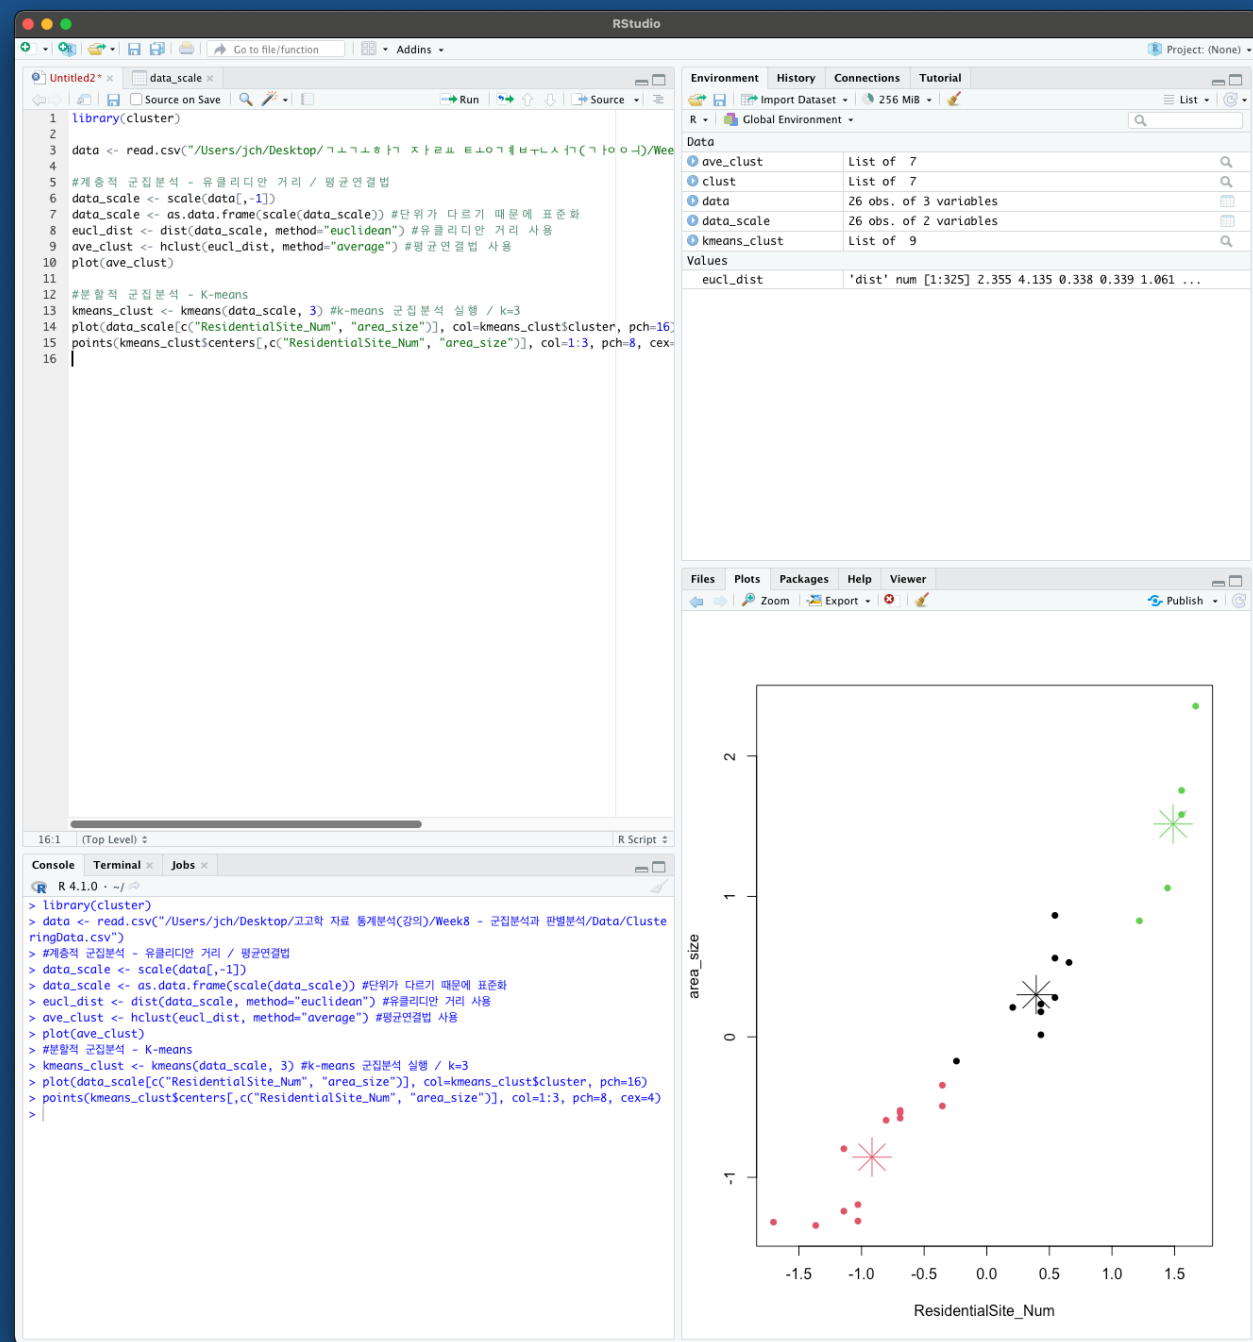 RStudio
Go to file/function
Addins
Project: (None)
Untitled2*
data_scale
Source on Save
Run
Source
1 library(cluster)
2
3 data <- read.csv("/Users/jch/Desktop/ㄱㅗㄱㅗㅎㅏㄱ ㅈㅏㄹㅛ ㅌㅗㅇㄱㅖㅂㅜㄴㅅㅓㄱ(ㄱㅏㅇㅇㅢ)/Wee
4
5 #계층적 군집분석 - 유클리디안 거리 / 평균연결법
6 data_scale <- scale(data[,-1])
7 data_scale <- as.data.frame(scale(data_scale)) #단위가 다르기 때문에 표준화
8 eucl_dist <- dist(data_scale, method="euclidean") #유클리디안 거리 사용
9 ave_clust <- hclust(eucl_dist, method="average") #평균연결법 사용
10 plot(ave_clust)
11
12 #분할적 군집분석 - K-means
13 kmeans_clust <- kmeans(data_scale, 3) #k-means 군집분석 실행 / k=3
14 plot(data_scale[c("ResidentialSite_Num", "area_size")], col=kmeans_clust$cluster, pch=16)
15 points(kmeans_clust$centers[,c("ResidentialSite_Num", "area_size")], col=1:3, pch=8, cex=
16
16:1 (Top Level)
R Script
Console Terminal Jobs
R 4.1.0 · ~/
> library(cluster)
> data <- read.csv("/Users/jch/Desktop/고고학 자료 통계분석(강의)/Week8 - 군집분석과 판별분석/Data/Cluste
ringData.csv")
> #계층적 군집분석 - 유클리디안 거리 / 평균연결법
> data_scale <- scale(data[,-1])
> data_scale <- as.data.frame(scale(data_scale)) #단위가 다르기 때문에 표준화
> eucl_dist <- dist(data_scale, method="euclidean") #유클리디안 거리 사용
> ave_clust <- hclust(eucl_dist, method="average") #평균연결법 사용
> plot(ave_clust)
> #분할적 군집분석 - K-means
> kmeans_clust <- kmeans(data_scale, 3) #k-means 군집분석 실행 / k=3
> plot(data_scale[c("ResidentialSite_Num", "area_size")], col=kmeans_clust$cluster, pch=16)
> points(kmeans_clust$centers[,c("ResidentialSite_Num", "area_size")], col=1:3, pch=8, cex=4)
>
Environment History Connections Tutorial
Import Dataset
256 MiB
List
R
Global Environment
Data
ave_clust List of 7
clust List of 7
data 26 obs. of 3 variables
data_scale 26 obs. of 2 variables
kmeans_clust List of 9
Values
eucl_dist 'dist' num [1:325] 2.355 4.135 0.338 0.339 1.061 ...
Files Plots Packages Help Viewer
Zoom
Export
Publish
area_size
2
1
0
-1
-1.5 -1.0 -0.5 0.0 0.5 1.0 1.5
ResidentialSite_Num